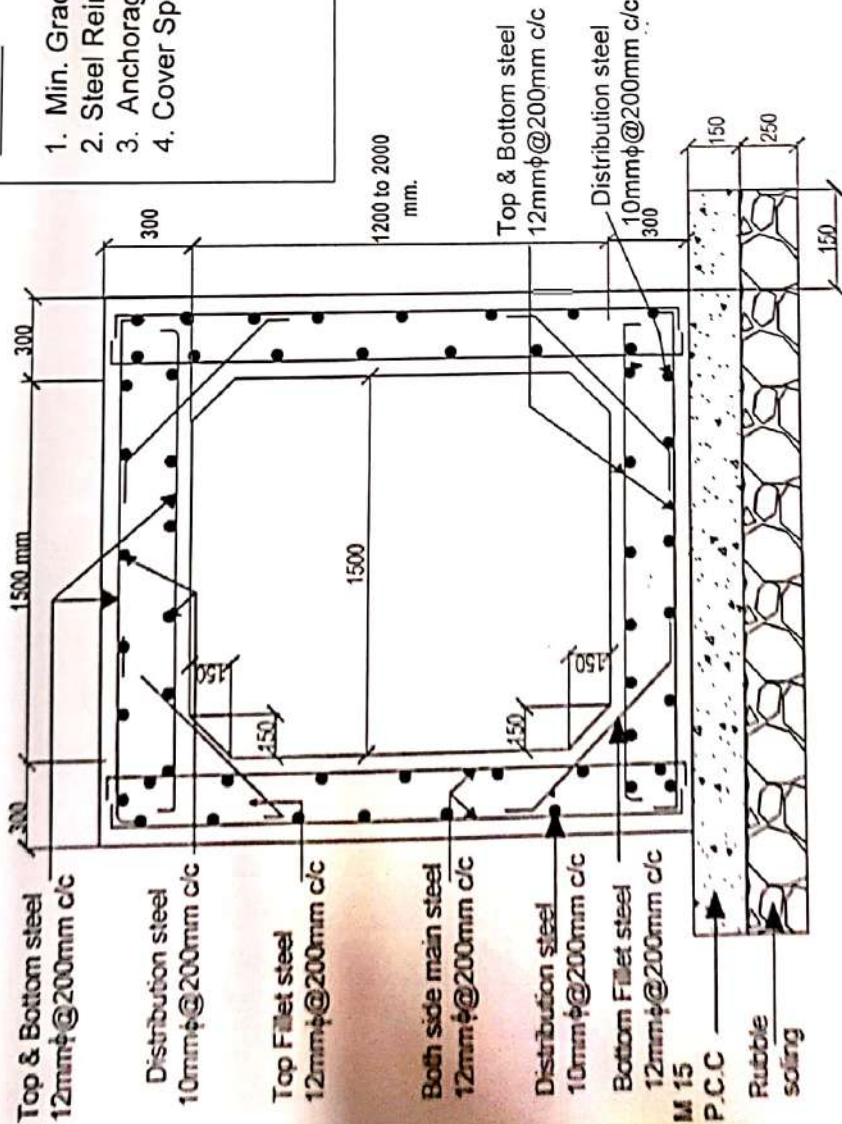 1. Min. Grad
2. Steel Rein
3. Anchorag
4. Cover Sp
300
1500 mm
300
300
1200 to 2000
mm.
300
Top & Bottom steel
12mmϕ@200mm c/c
Distribution steel
10mmϕ@200mm c/c
Top Fillet steel
12mmϕ@200mm c/c
Both side main steel
12mmϕ@200mm c/c
Distribution steel
10mmϕ@200mm c/c
Bottom Fillet steel
12mmϕ@200mm c/c
M 15
P.C.C
Rubble
soling
150
150
1500
150
150
Top & Bottom steel
12mmϕ@200mm c/c
Distribution steel
10mmϕ@200mm c/c
150
250
150